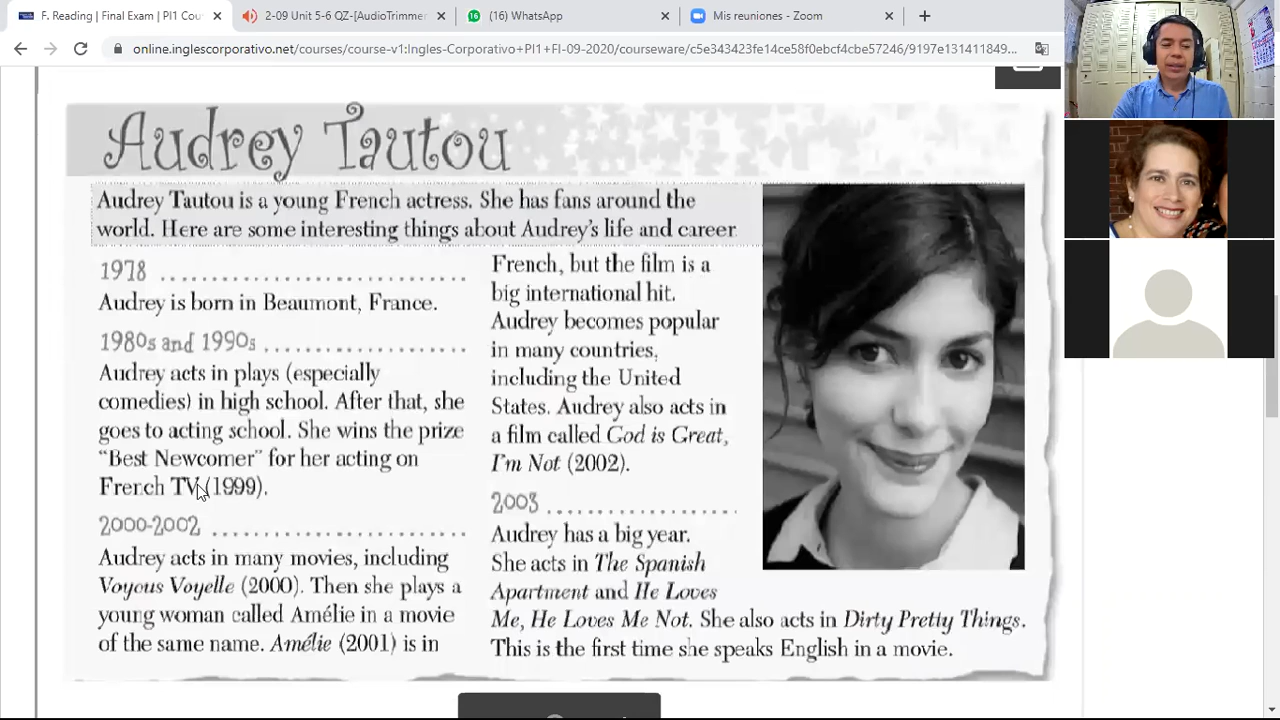 F. Reading | Final Exam | PI1 Cou
2-09 Unit 5-6 QZ-[AudioTrimme
16
(16) WhatsApp
Mis reuniones - Zoom
online.inglescorporativo.net/courses/course-v1:Ingles-Corporativo+PI1+FI-09-2020/courseware/c5e343f23fe14ce58f0ebcf4cbe57249/f197e131411849...
Audrey Tautou
Audrey Tautou is a young French actress. She has fans around the
world. Here are some interesting things about Audrey's life and career
1978
Audrey is born in Beaumont, France.
1980s and 1990s
Audrey acts in plays (especially
comedies) in high school. After that, she
goes to acting school. She wins the prize
"Best Newcomer" for her acting on
French TV (1999).
2000-2002
Audrey acts in many movies, including
Voyous Voyelle (2000). Then she plays a
young woman called Amélie in a movie
of the same name. Amélie (2001) is in
French, but the film is a
big international hit.
Audrey becomes popular
in many countries,
including the United
States. Audrey also acts in
a film called God is Great,
I'm Not (2002).
2003
Audrey has a big year.
She acts in The Spanish
Apartment and He Loves
Me, He Loves Me Not. She also acts in Dirty Pretty Things.
This is the first time she speaks English in a movie.